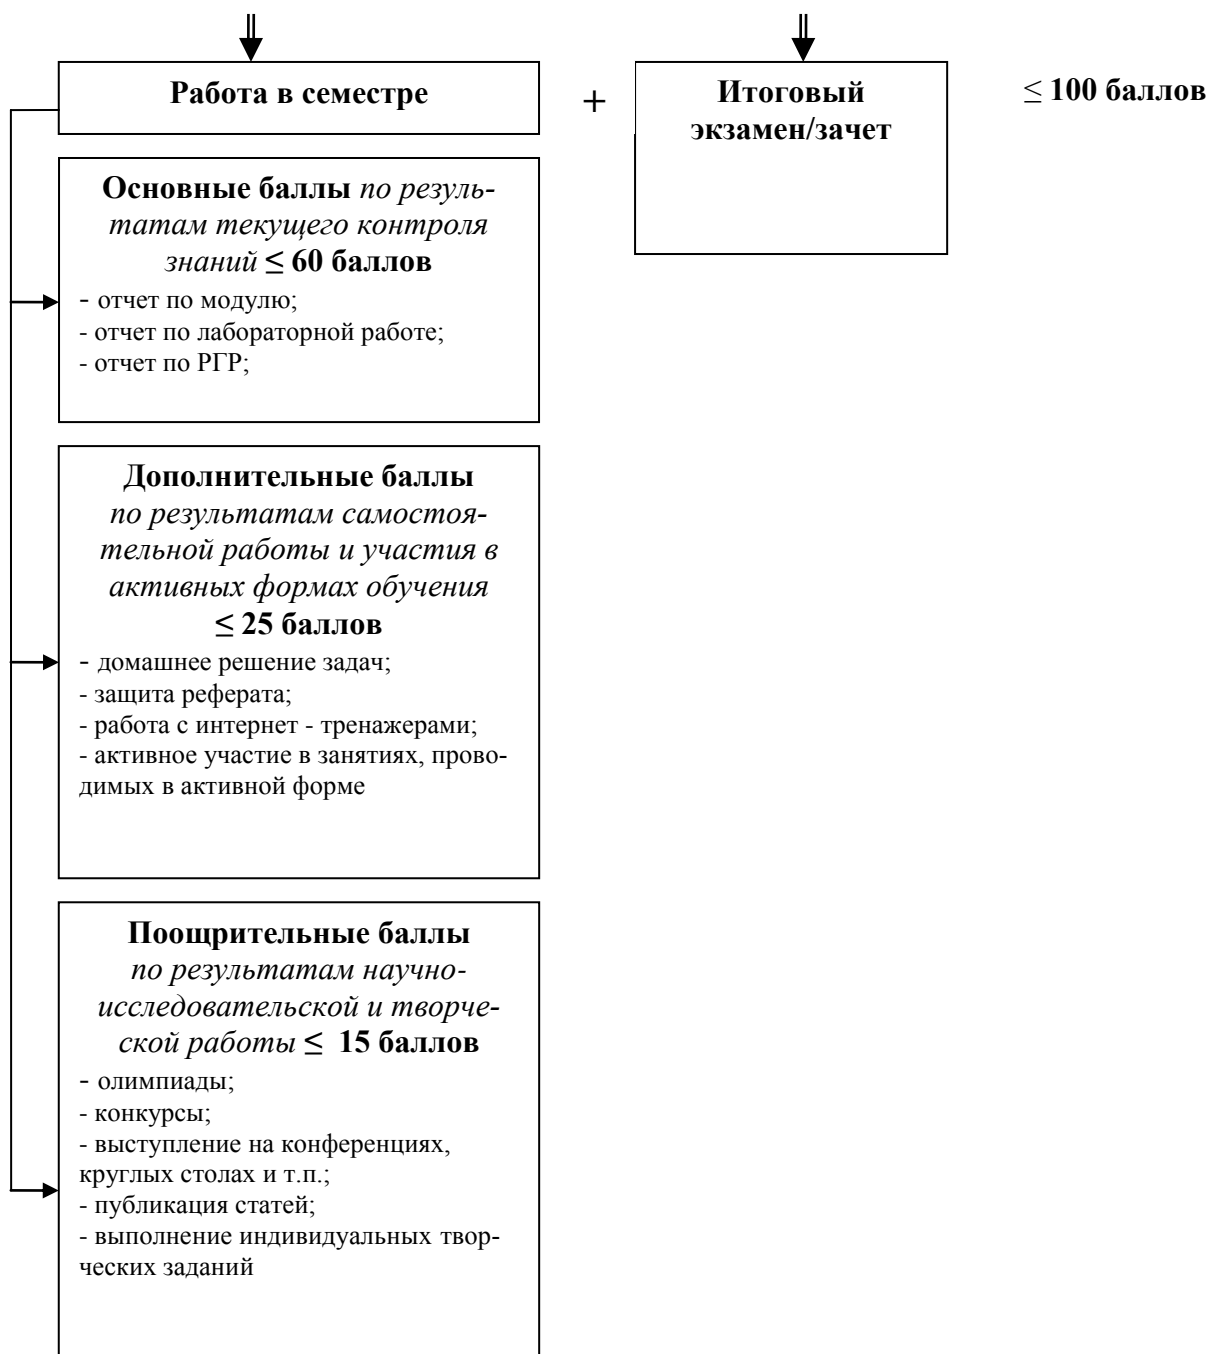 Работа в семестре
+
Итоговый
экзамен/зачет
≤ 100 баллов
Основные баллы по резуль-
татам текущего контроля
знаний ≤ 60 баллов
- отчет по модулю;
- отчет по лабораторной работе;
- отчет по РГР;
Дополнительные баллы
по результатам самостоя-
тельной работы и участия в
активных формах обучения
≤ 25 баллов
- домашнее решение задач;
- защита реферата;
- работа с интернет - тренажерами;
- активное участие в занятиях, прово-
димых в активной форме
Поощрительные баллы
по результатам научно-
исследовательской и творче-
ской работы ≤ 15 баллов
- олимпиады;
- конкурсы;
- выступление на конференциях,
круглых столах и т.п.;
- публикация статей;
- выполнение индивидуальных твор-
ческих заданий